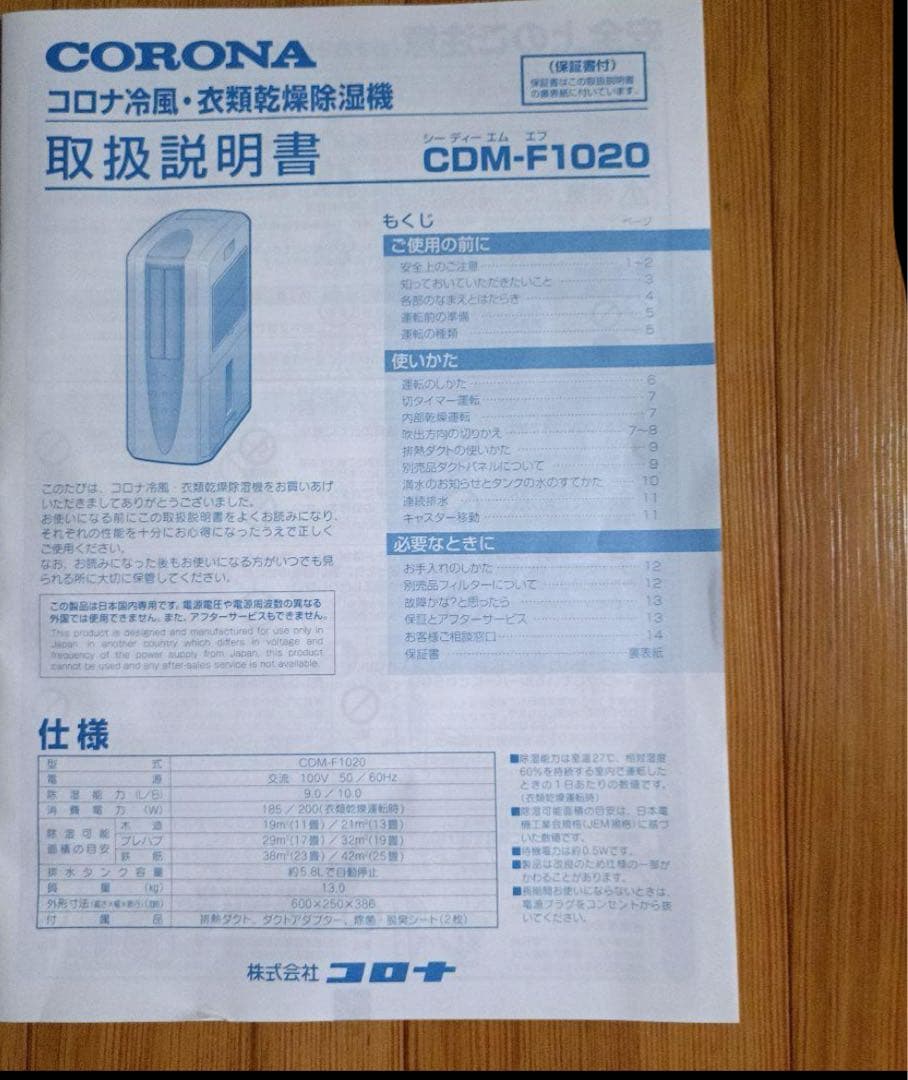 CORONA
コロナ冷風・衣類乾燥除湿機
(保証書付)
保証書はこの取扱説明書
の裏表紙に付いています。
取扱説明書
シー ディー エム エフ
CDM-F1020
もくじ
ページ
ご使用の前に
安全上のご注意 1~2
知っておいていただきたいこと 3
各部のなまえとはたらき 4
運転前の準備 5
運転の種類 5
使いかた
運転のしかた 6
切タイマー運転 7
内部乾燥運転 7
吹出方向の切りかえ 7~8
排熱ダクトの使いかた 9
別売品ダクトパネルについて 9
満水のお知らせとタンクの水のすてかた 10
連続排水 11
キャスター移動 11
必要なときに
お手入れのしかた 12
別売品フィルターについて 12
故障かな?と思ったら 13
保証とアフターサービス 13
お客様ご相談窓口 14
保証書 裏表紙
このたびは、コロナ冷風・衣類乾燥除湿機をお買いあげ
いただきましてありがとうございました。
お使いになる前にこの取扱説明書をよくお読みになり、
それぞれの性能を十分にお心得になったうえで正しく
ご使用ください。
なお、お読みになった後もお使いになる方がいつでも見
られる所に大切に保管してください。
この製品は日本国内専用です。電源電圧や電源周波数の異なる
外国では使用できません。また、アフターサービスもできません。
This product is designed and manufactured for use only in
Japan. In another country which differs in voltage and
frequency of the power supply from Japan, this product
cannot be used and any after-sales service is not available.
仕様
型式 CDM-F1020
電源 交流 100V 50/60Hz
除湿能力(L/日) 9.0/10.0
消費電力(W) 185/200(衣類乾燥運転時)
除湿可能面積の目安 木造 19m²(11畳)/21m²(13畳)
プレハブ 29m²(17畳)/32m²(19畳)
鉄筋 38m²(23畳)/42m²(25畳)
排水タンク容量 約5.8Lで自動停止
質量(kg) 13.0
外形寸法(高さ×幅×奥行)(mm) 600×250×386
付属品 排熱ダクト、ダクトアダプター、除菌・脱臭シート(2枚)
■除湿能力は室温27℃、相対湿度
60%を持続する室内で運転した
ときの1日あたりの数値です。
(衣類乾燥運転時)
■除湿可能面積の目安は、日本電
機工業会規格(JEM規格)に基づ
いた数値です。
■待機電力は約0.5Wです。
■製品は改良のため仕様の一部が
かわることがあります。
■長期間お使いにならないときは、
電源プラグをコンセントから抜
いてください。
株式会社 コロナ